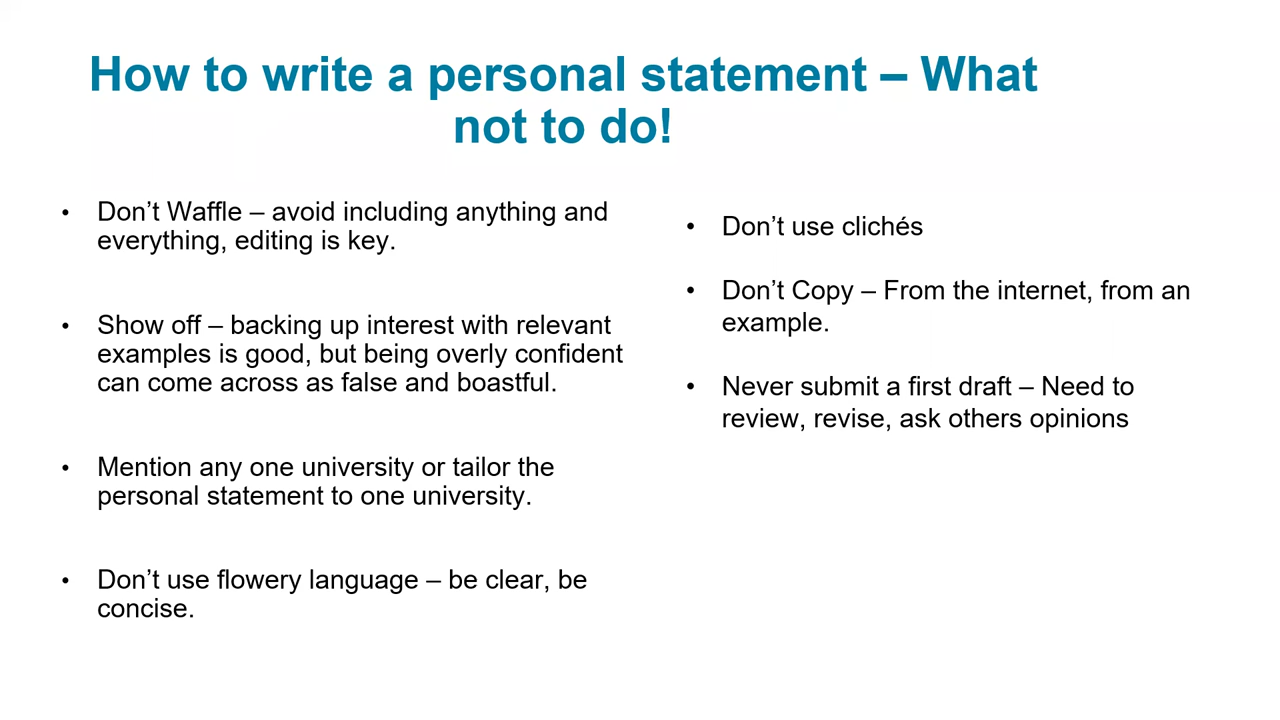 How to write a personal statement – What
not to do!
• Don’t Waffle – avoid including anything and
everything, editing is key.
• Show off – backing up interest with relevant
examples is good, but being overly confident
can come across as false and boastful.
• Mention any one university or tailor the
personal statement to one university.
• Don’t use flowery language – be clear, be
concise.
• Don’t use clichés
• Don’t Copy – From the internet, from an
example.
• Never submit a first draft – Need to
review, revise, ask others opinions